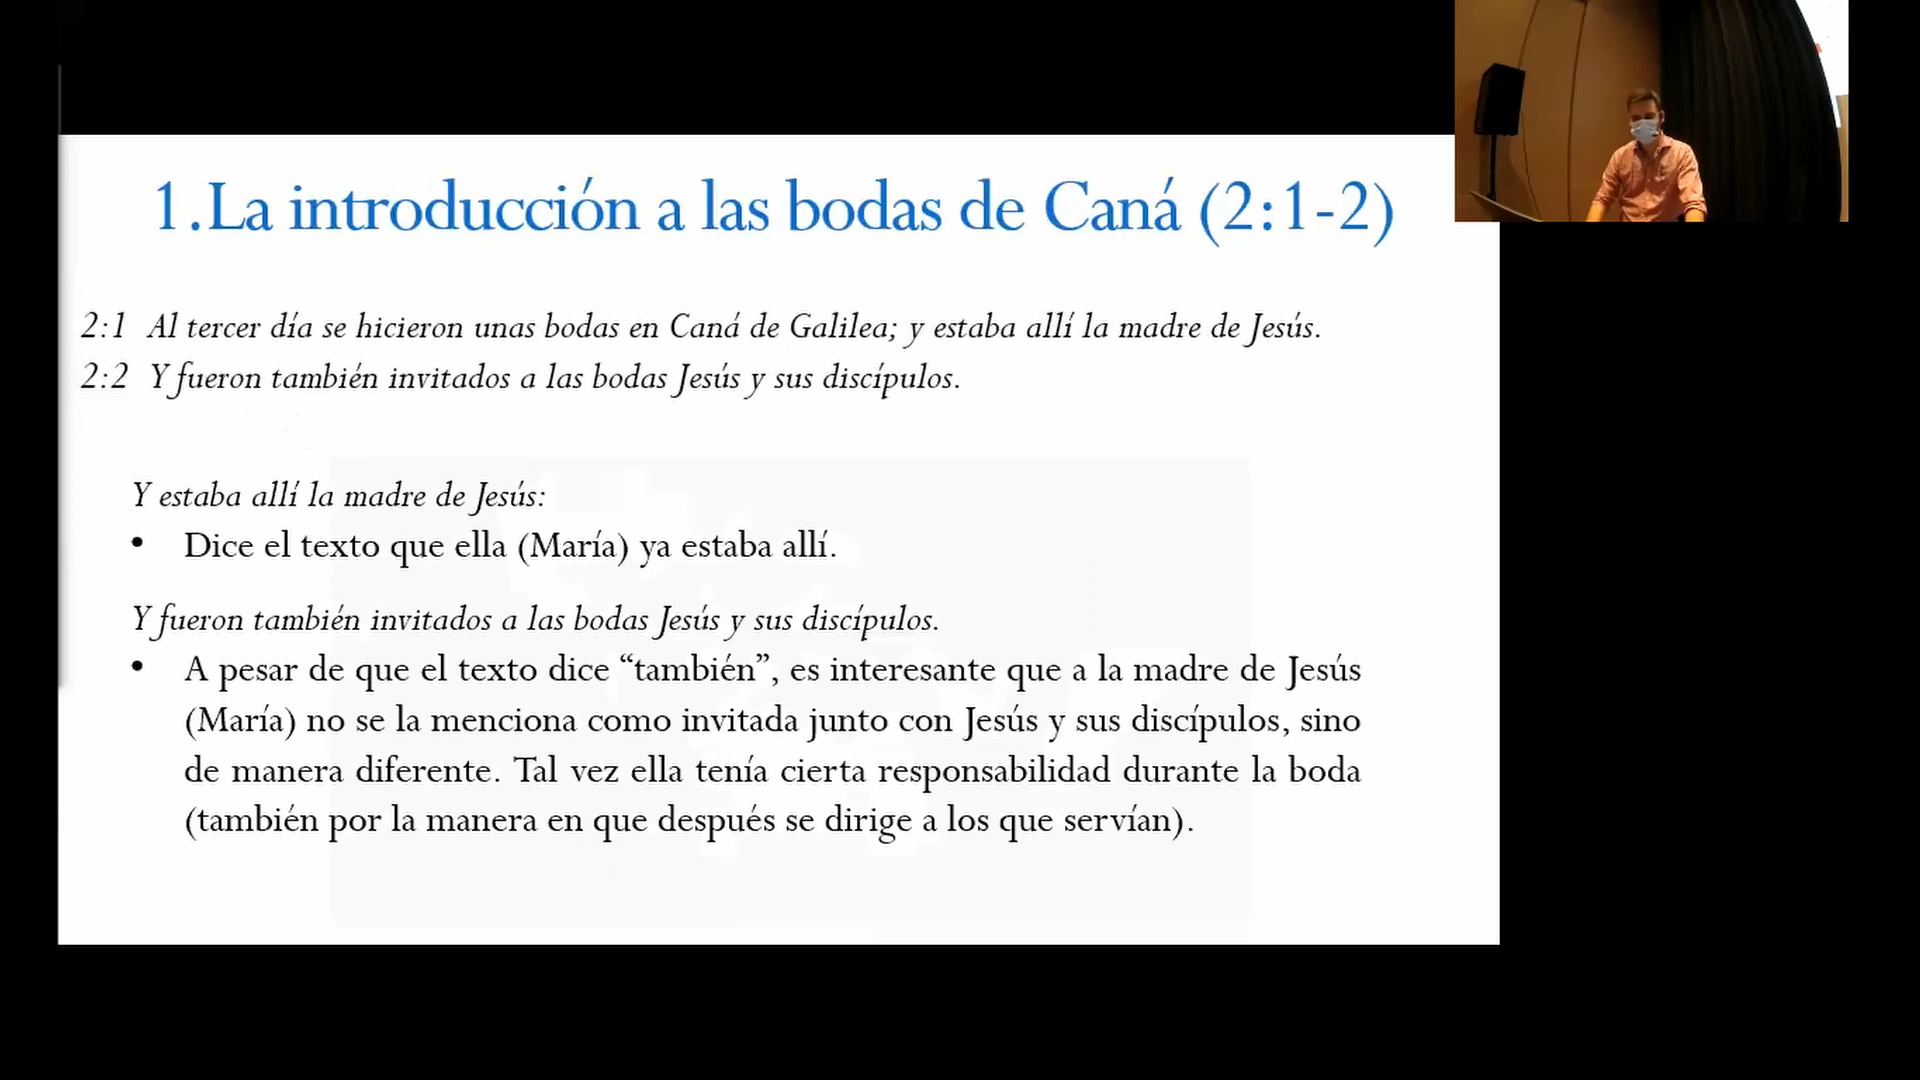 1.La introducción a las bodas de Caná (2:1-2)
2:1 Al tercer día se hicieron unas bodas en Caná de Galilea; y estaba allí la madre de Jesús.
2:2 Y fueron también invitados a las bodas Jesús y sus discípulos.
Y estaba allí la madre de Jesús:
• Dice el texto que ella (María) ya estaba allí.
Y fueron también invitados a las bodas Jesús y sus discípulos.
• A pesar de que el texto dice “también”, es interesante que a la madre de Jesús
(María) no se la menciona como invitada junto con Jesús y sus discípulos, sino
de manera diferente. Tal vez ella tenía cierta responsabilidad durante la boda
(también por la manera en que después se dirige a los que servían).